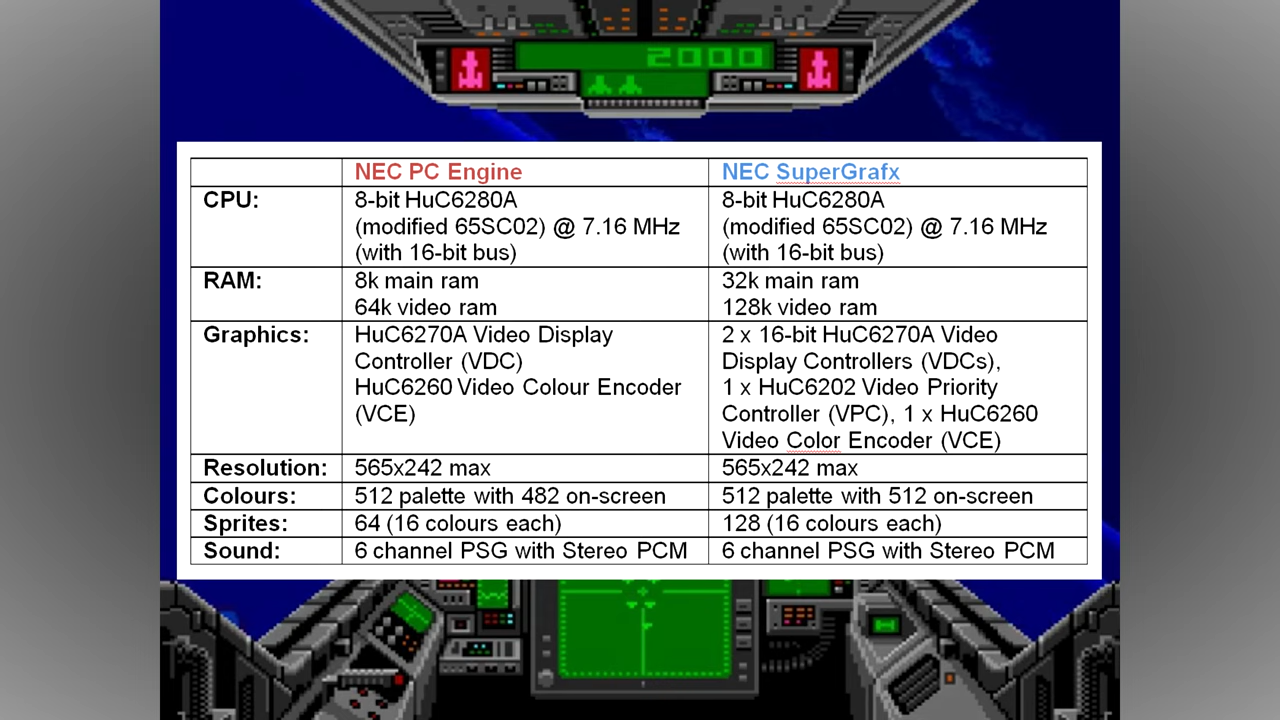 2000
NEC PC Engine NEC SuperGrafx
CPU: 8-bit HuC6280A 8-bit HuC6280A
(modified 65SC02) @ 7.16 MHz (modified 65SC02) @ 7.16 MHz
(with 16-bit bus) (with 16-bit bus)
RAM: 8k main ram 32k main ram
64k video ram 128k video ram
Graphics: HuC6270A Video Display 2 x 16-bit HuC6270A Video
Controller (VDC) Display Controllers (VDCs),
HuC6260 Video Colour Encoder 1 x HuC6202 Video Priority
(VCE) Controller (VPC), 1 x HuC6260
Video Color Encoder (VCE)
Resolution: 565x242 max 565x242 max
Colours: 512 palette with 482 on-screen 512 palette with 512 on-screen
Sprites: 64 (16 colours each) 128 (16 colours each)
Sound: 6 channel PSG with Stereo PCM 6 channel PSG with Stereo PCM